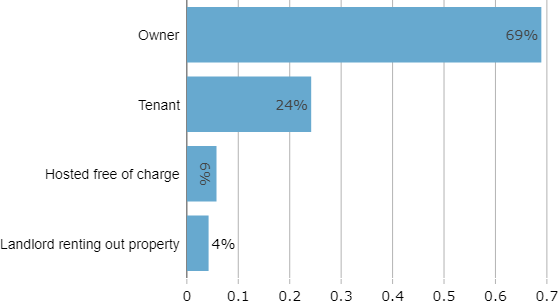 Owner
69%
Tenant
24%
Hosted free of charge
6%
Landlord renting out property
4%
0 0.1 0.2 0.3 0.4 0.5 0.6 0.7